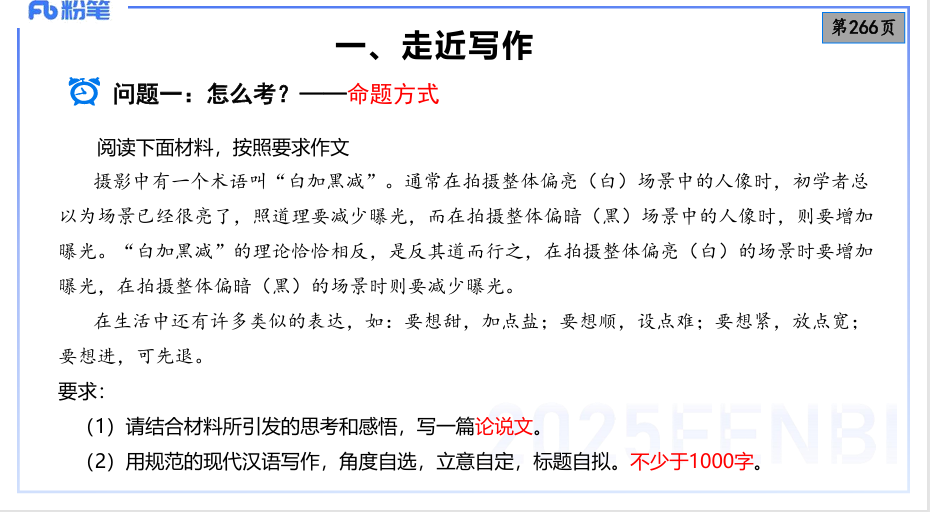 粉笔
第266页
一、走近写作
问题一：怎么考？——命题方式
阅读下面材料，按照要求作文
摄影中有一个术语叫“白加黑减”。通常在拍摄整体偏亮（白）场景中的人像时，初学者总
以为场景已经很亮了，照道理要减少曝光，而在拍摄整体偏暗（黑）场景中的人像时，则要增加
曝光。“白加黑减”的理论恰恰相反，是反其道而行之，在拍摄整体偏亮（白）的场景时要增加
曝光，在拍摄整体偏暗（黑）的场景时则要减少曝光。
在生活中还有许多类似的表达，如：要想甜，加点盐；要想顺，设点难；要想紧，放点宽；
要想进，可先退。
要求：
（1）请结合材料所引发的思考和感悟，写一篇论说文。
（2）用规范的现代汉语写作，角度自选，立意自定，标题自拟。不少于1000字。
2025FENBI